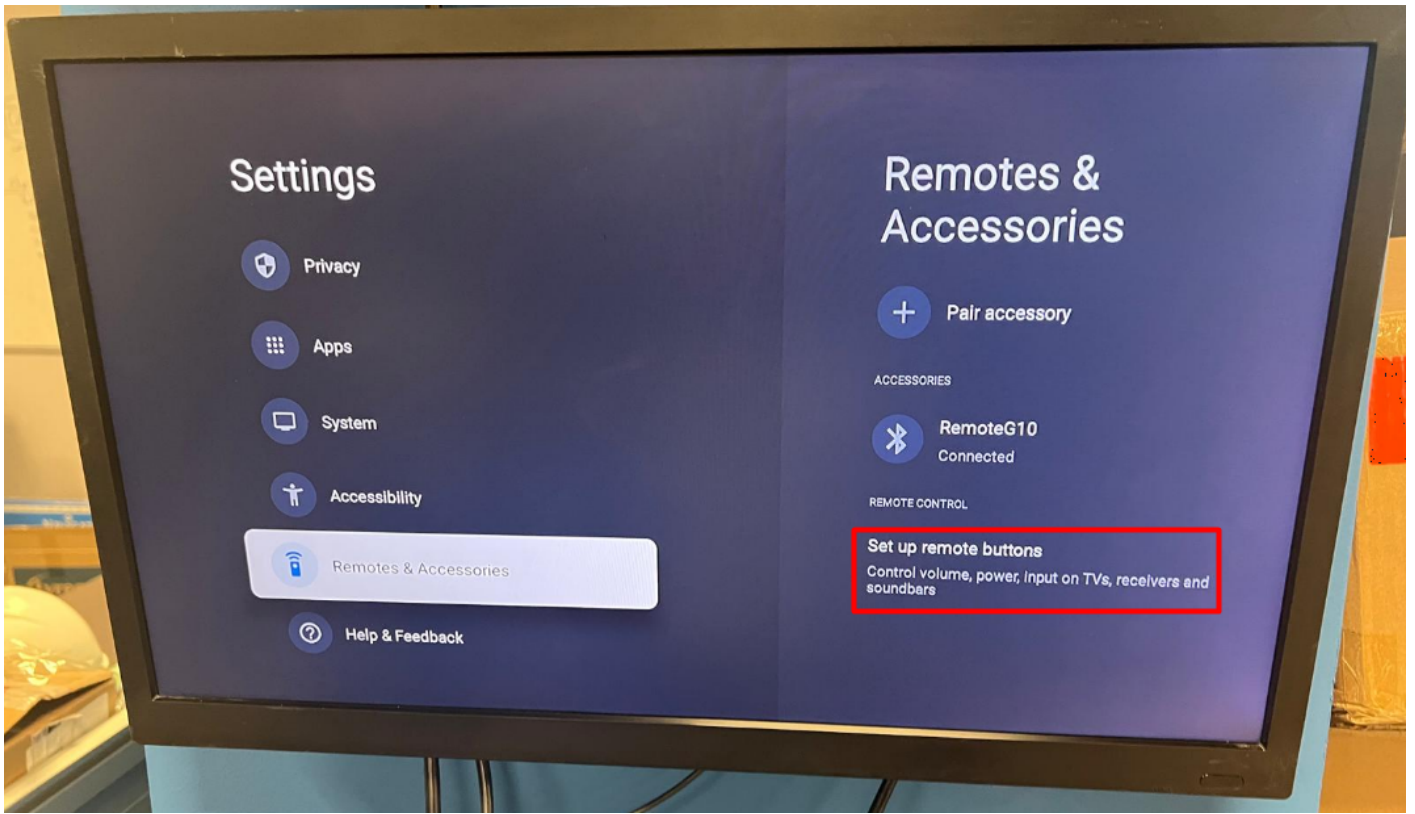 Settings
Privacy
Apps
System
Accessibility
Remotes & Accessories
Help & Feedback
Remotes &
Accessories
Pair accessory
ACCESSORIES
RemoteG10
Connected
REMOTE CONTROL
Set up remote buttons
Control volume, power, input on TVs, receivers and
soundbars